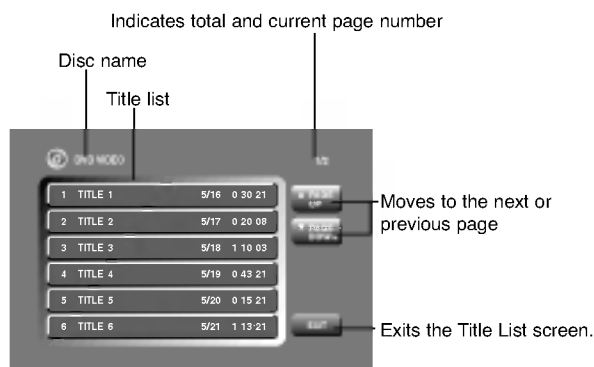 Indicates total and current page number
Disc name
Title list
1/2
1 TITLE 1 5/16 0 30 21
2 TITLE 2 5/17 0 20 08
3 TITLE 3 5/18 1 10 03
4 TITLE 4 5/19 0 43 21
5 TITLE 5 5/20 0 15 21
6 TITLE 6 5/21 1 13·21
PAGE
UP
PAGE
Moves to the next or
previous page
EXIT
Exits the Title List screen.